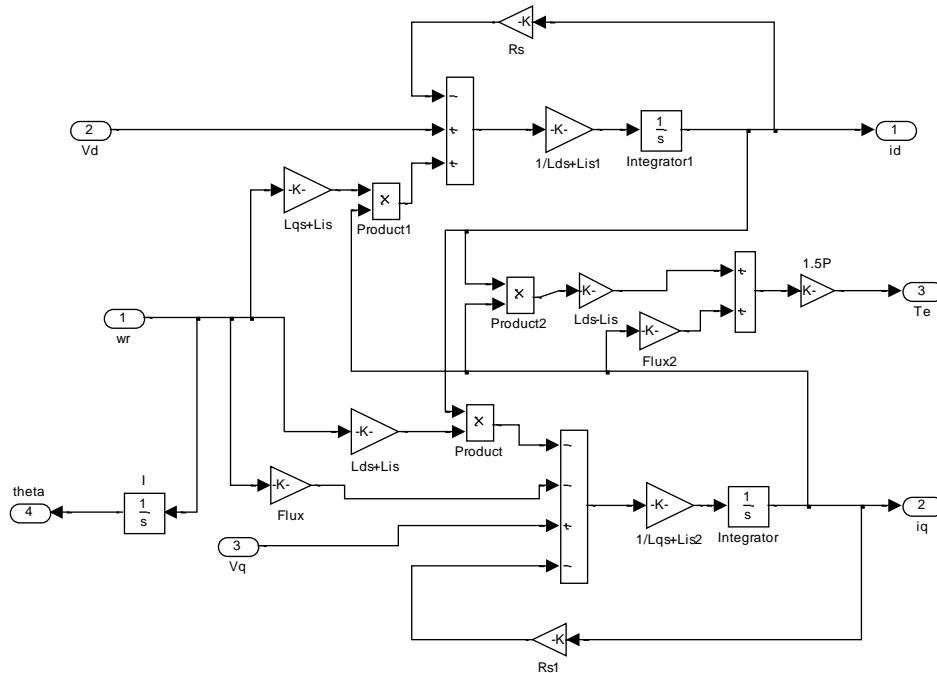 -K-
Rs
2
Vd
-
+
+
-K-
1/Lds+Lis1
1
s
Integrator1
1
id
-K-
Lqs+Lis
×
Product1
1
wr
×
Product2
-K-
Lds-Lis
-K-
Flux2
+
+
1.5P
-K-
3
Te
-K-
Lds+Lis
×
Product
theta
4
I
1
s
-K-
Flux
3
Vq
-
-
+
-
-K-
1/Lqs+Lis2
1
s
Integrator
2
iq
-K-
Rs1